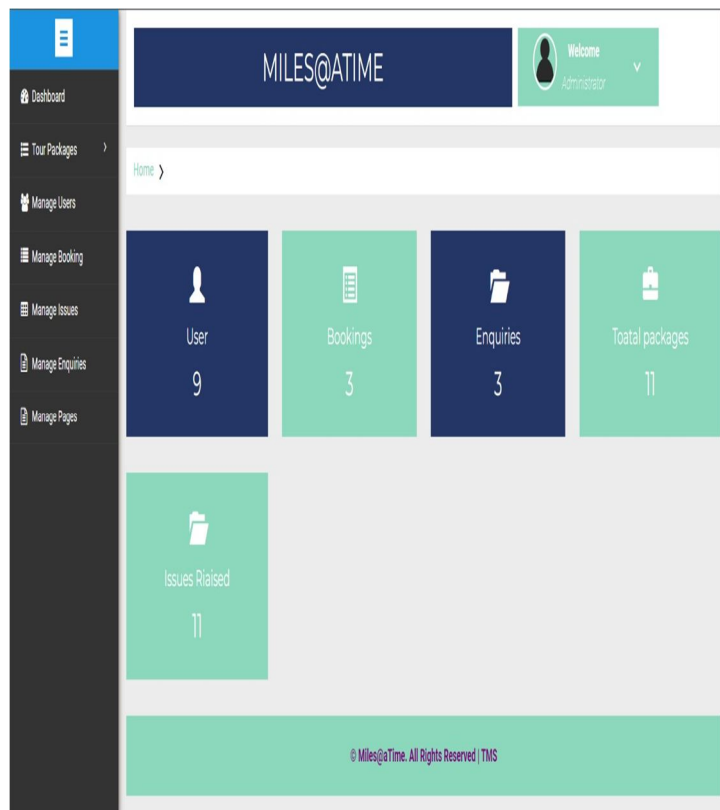 MILES@ATIME
Welcome
Administrator
Dashboard
Tour Packages
Manage Users
Manage Booking
Manage Issues
Manage Enquiries
Manage Pages
Home
User
9
Bookings
3
Enquiries
3
Toatal packages
11
Issues Riaised
11
© Miles@aTime. All Rights Reserved | TMS